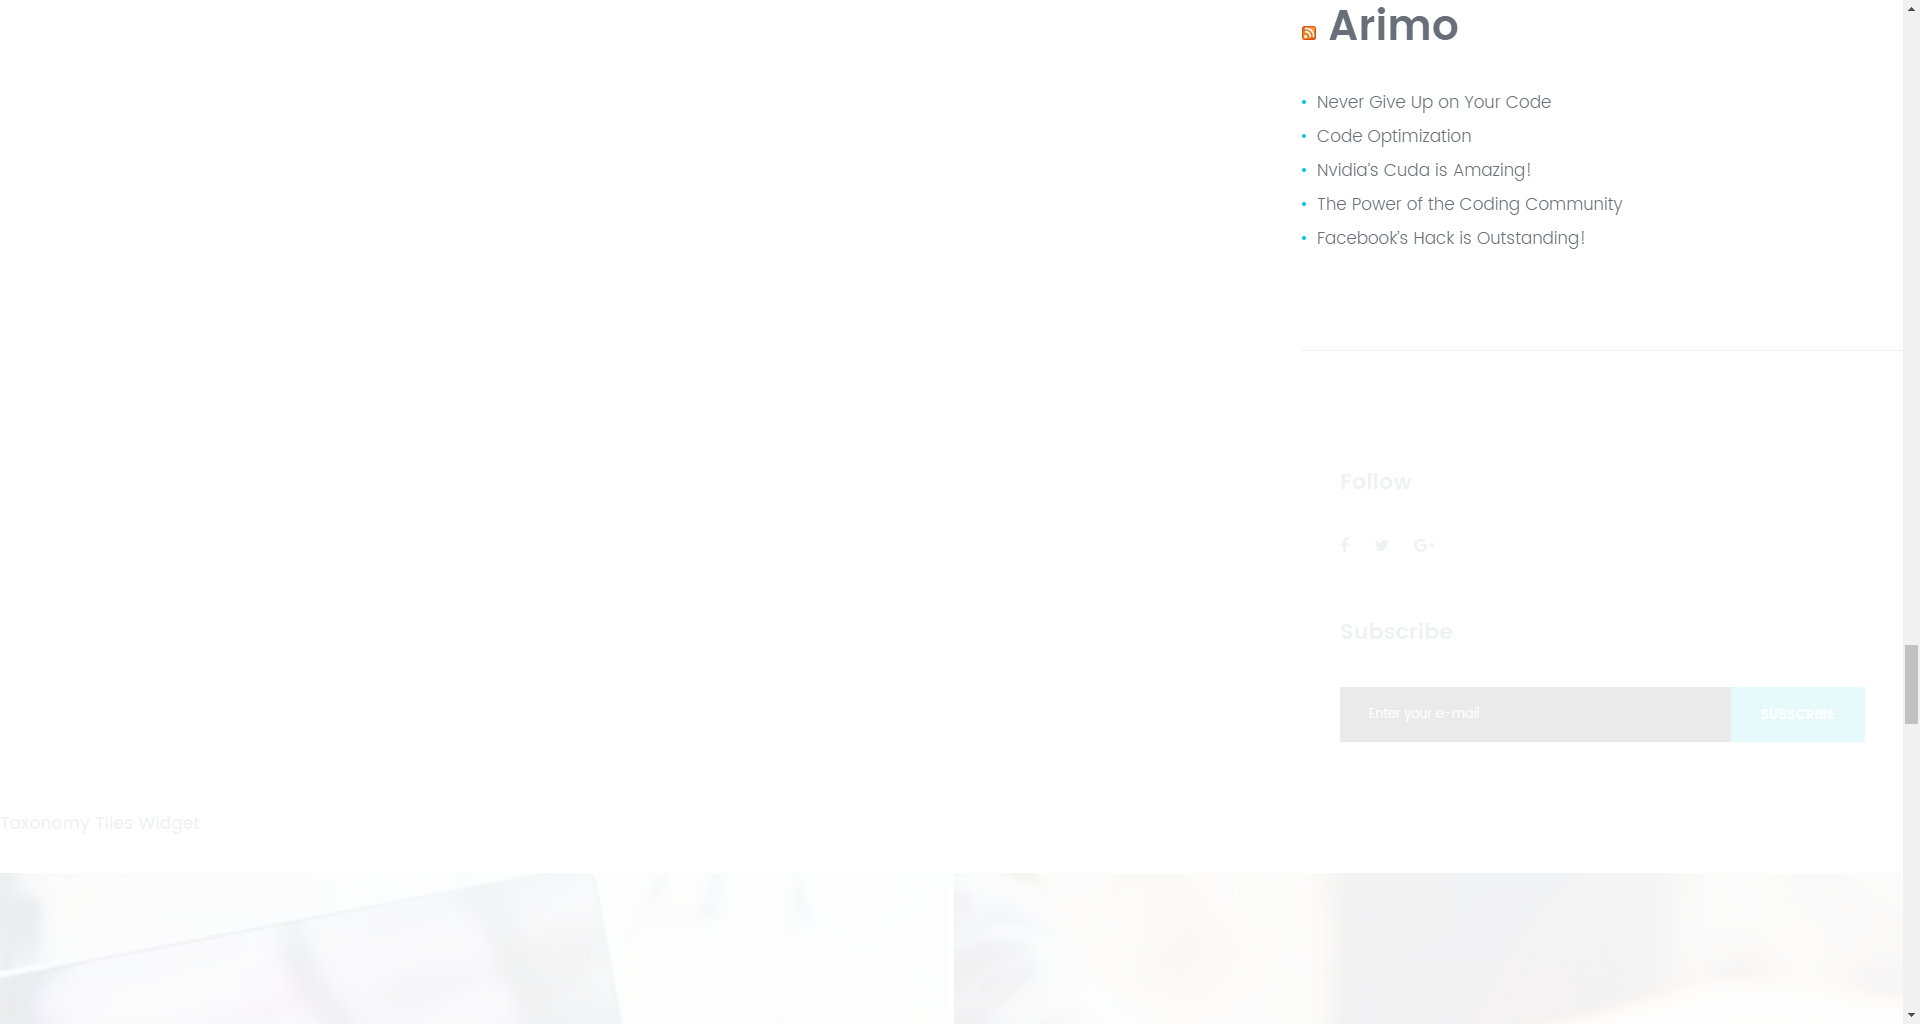 Arimo
Never Give Up on Your Code
Code Optimization
Nvidia's Cuda is Amazing!
The Power of the Coding Community
Facebook's Hack is Outstanding!
Follow
Subscribe
Enter your e-mail
SUBSCRIBE
Taxonomy Tiles Widget